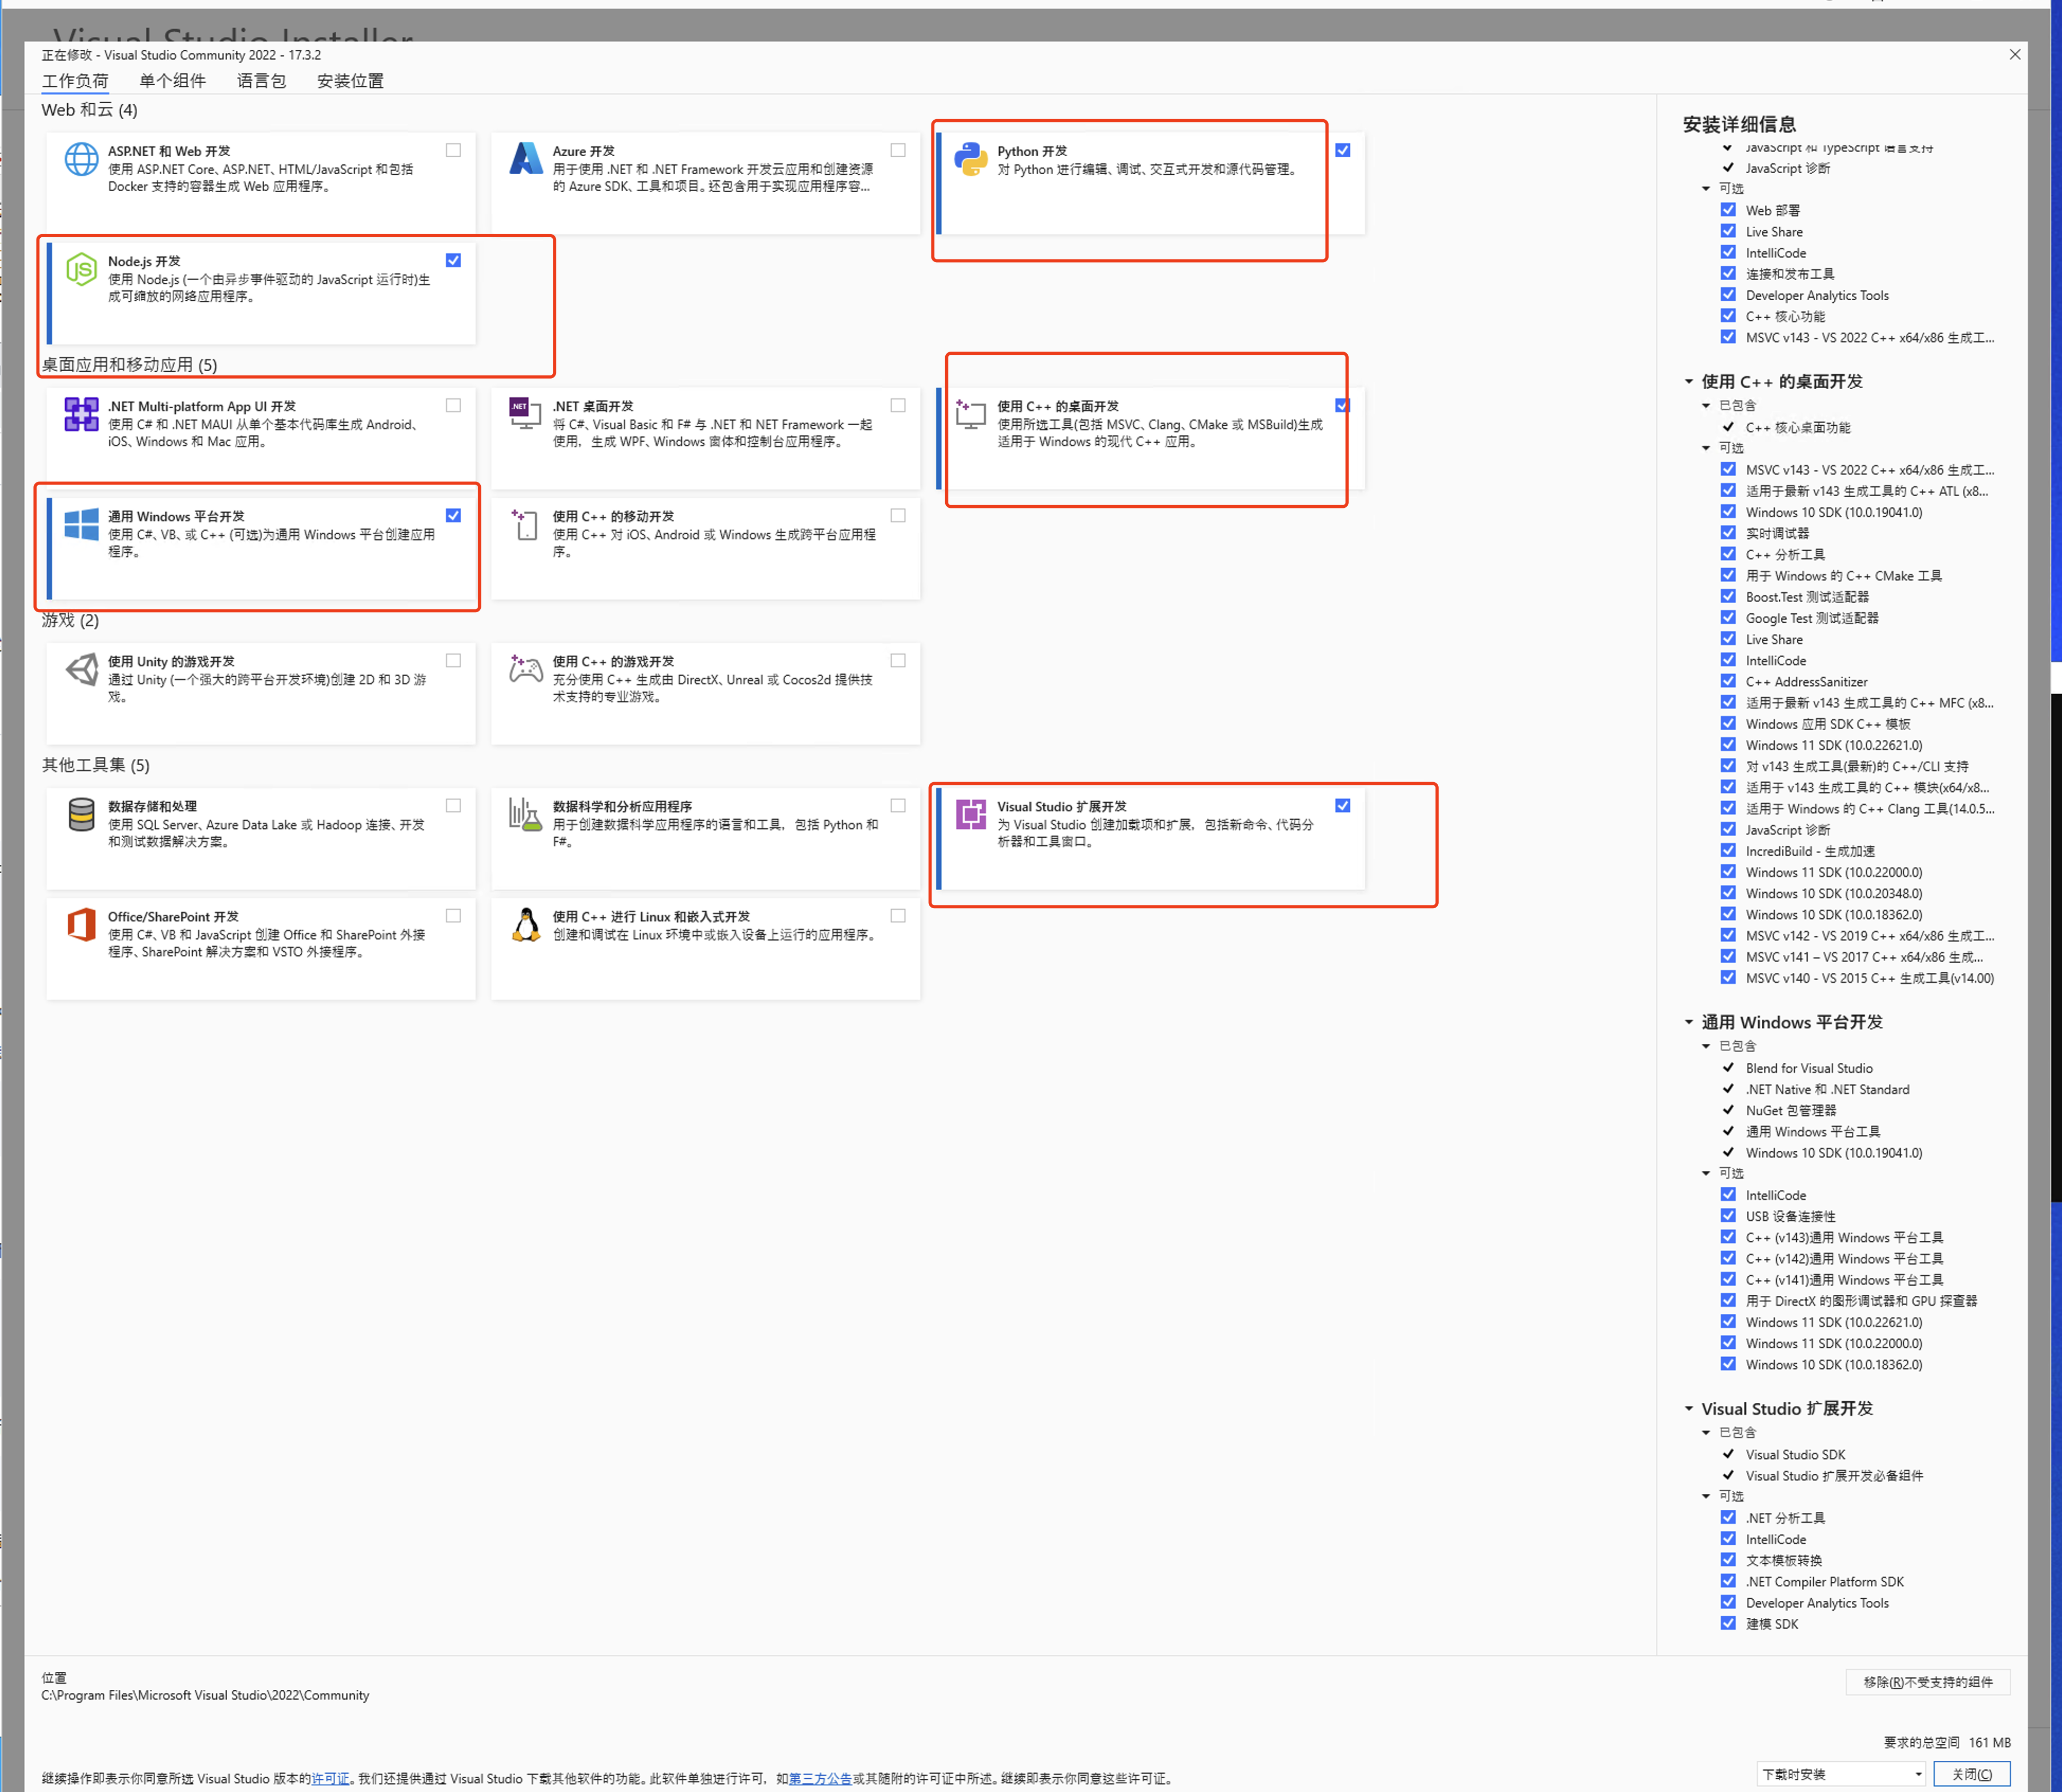 Visual Studio Installer
正在修改 - Visual Studio Community 2022 - 17.3.2
工作负荷 单个组件 语言包 安装位置
Web 和云 (4)
ASP.NET 和 Web 开发
使用 ASP.NET Core、ASP.NET、HTML/JavaScript 和包括
Docker 支持的容器生成 Web 应用程序。
Azure 开发
用于使用 .NET 和 .NET Framework 开发云应用和创建资源
的 Azure SDK、工具和项目。还包含用于实现应用程序容...
Python 开发
对 Python 进行编辑、调试、交互式开发和源代码管理。
Node.js 开发
使用 Node.js (一个由异步事件驱动的 JavaScript 运行时)生
成可缩放的网络应用程序。
桌面应用和移动应用 (5)
.NET Multi-platform App UI 开发
使用 C# 和 .NET MAUI 从单个基本代码库生成 Android、
iOS、Windows 和 Mac 应用。
.NET
.NET 桌面开发
将 C#、Visual Basic 和 F# 与 .NET 和 .NET Framework 一起
使用，生成 WPF、Windows 窗体和控制台应用程序。
使用 C++ 的桌面开发
使用所选工具(包括 MSVC、Clang、CMake 或 MSBuild)生成
适用于 Windows 的现代 C++ 应用。
通用 Windows 平台开发
使用 C#、VB、或 C++ (可选)为通用 Windows 平台创建应用
程序。
使用 C++ 的移动开发
使用 C++ 对 iOS、Android 或 Windows 生成跨平台应用程
序。
游戏 (2)
使用 Unity 的游戏开发
通过 Unity (一个强大的跨平台开发环境)创建 2D 和 3D 游
戏。
使用 C++ 的游戏开发
充分使用 C++ 生成由 DirectX、Unreal 或 Cocos2d 提供技
术支持的专业游戏。
其他工具集 (5)
数据存储和处理
使用 SQL Server、Azure Data Lake 或 Hadoop 连接、开发
和测试数据解决方案。
数据科学和分析应用程序
用于创建数据科学应用程序的语言和工具，包括 Python 和
F#。
Visual Studio 扩展开发
为 Visual Studio 创建加载项和扩展，包括新命令、代码分
析器和工具窗口。
Office/SharePoint 开发
使用 C#、VB 和 JavaScript 创建 Office 和 SharePoint 外接
程序、SharePoint 解决方案和 VSTO 外接程序。
使用 C++ 进行 Linux 和嵌入式开发
创建和调试在 Linux 环境中或嵌入设备上运行的应用程序。
安装详细信息
JavaScript 和 TypeScript 语言支持
JavaScript 诊断
可选
Web 部署
Live Share
IntelliCode
连接和发布工具
Developer Analytics Tools
C++ 核心功能
MSVC v143 - VS 2022 C++ x64/x86 生成工...
使用 C++ 的桌面开发
已包含
C++ 核心桌面功能
可选
MSVC v143 - VS 2022 C++ x64/x86 生成工...
适用于最新 v143 生成工具的 C++ ATL (x8...
Windows 10 SDK (10.0.19041.0)
实时调试器
C++ 分析工具
用于 Windows 的 C++ CMake 工具
Boost.Test 测试适配器
Google Test 测试适配器
Live Share
IntelliCode
C++ AddressSanitizer
适用于最新 v143 生成工具的 C++ MFC (x8...
Windows 应用 SDK C++ 模板
Windows 11 SDK (10.0.22621.0)
对 v143 生成工具(最新)的 C++/CLI 支持
适用于 v143 生成工具的 C++ 模块(x64/x8...
适用于 Windows 的 C++ Clang 工具(14.0.5...
JavaScript 诊断
IncrediBuild - 生成加速
Windows 11 SDK (10.0.22000.0)
Windows 10 SDK (10.0.20348.0)
Windows 10 SDK (10.0.18362.0)
MSVC v142 - VS 2019 C++ x64/x86 生成工...
MSVC v141 – VS 2017 C++ x64/x86 生成...
MSVC v140 - VS 2015 C++ 生成工具(v14.00)
通用 Windows 平台开发
已包含
Blend for Visual Studio
.NET Native 和 .NET Standard
NuGet 包管理器
通用 Windows 平台工具
Windows 10 SDK (10.0.19041.0)
可选
IntelliCode
USB 设备连接性
C++ (v143)通用 Windows 平台工具
C++ (v142)通用 Windows 平台工具
C++ (v141)通用 Windows 平台工具
用于 DirectX 的图形调试器和 GPU 探查器
Windows 11 SDK (10.0.22621.0)
Windows 11 SDK (10.0.22000.0)
Windows 10 SDK (10.0.18362.0)
Visual Studio 扩展开发
已包含
Visual Studio SDK
Visual Studio 扩展开发必备组件
可选
.NET 分析工具
IntelliCode
文本模板转换
.NET Compiler Platform SDK
Developer Analytics Tools
建模 SDK
位置
C:\Program Files\Microsoft Visual Studio\2022\Community
移除(R)不受支持的组件
要求的总空间 161 MB
继续操作即表示你同意所选 Visual Studio 版本的许可证。我们还提供通过 Visual Studio 下载其他软件的功能。此软件单独进行许可，如第三方公告或其随附的许可证中所述。继续即表示你同意这些许可证。
下载时安装
关闭(C)